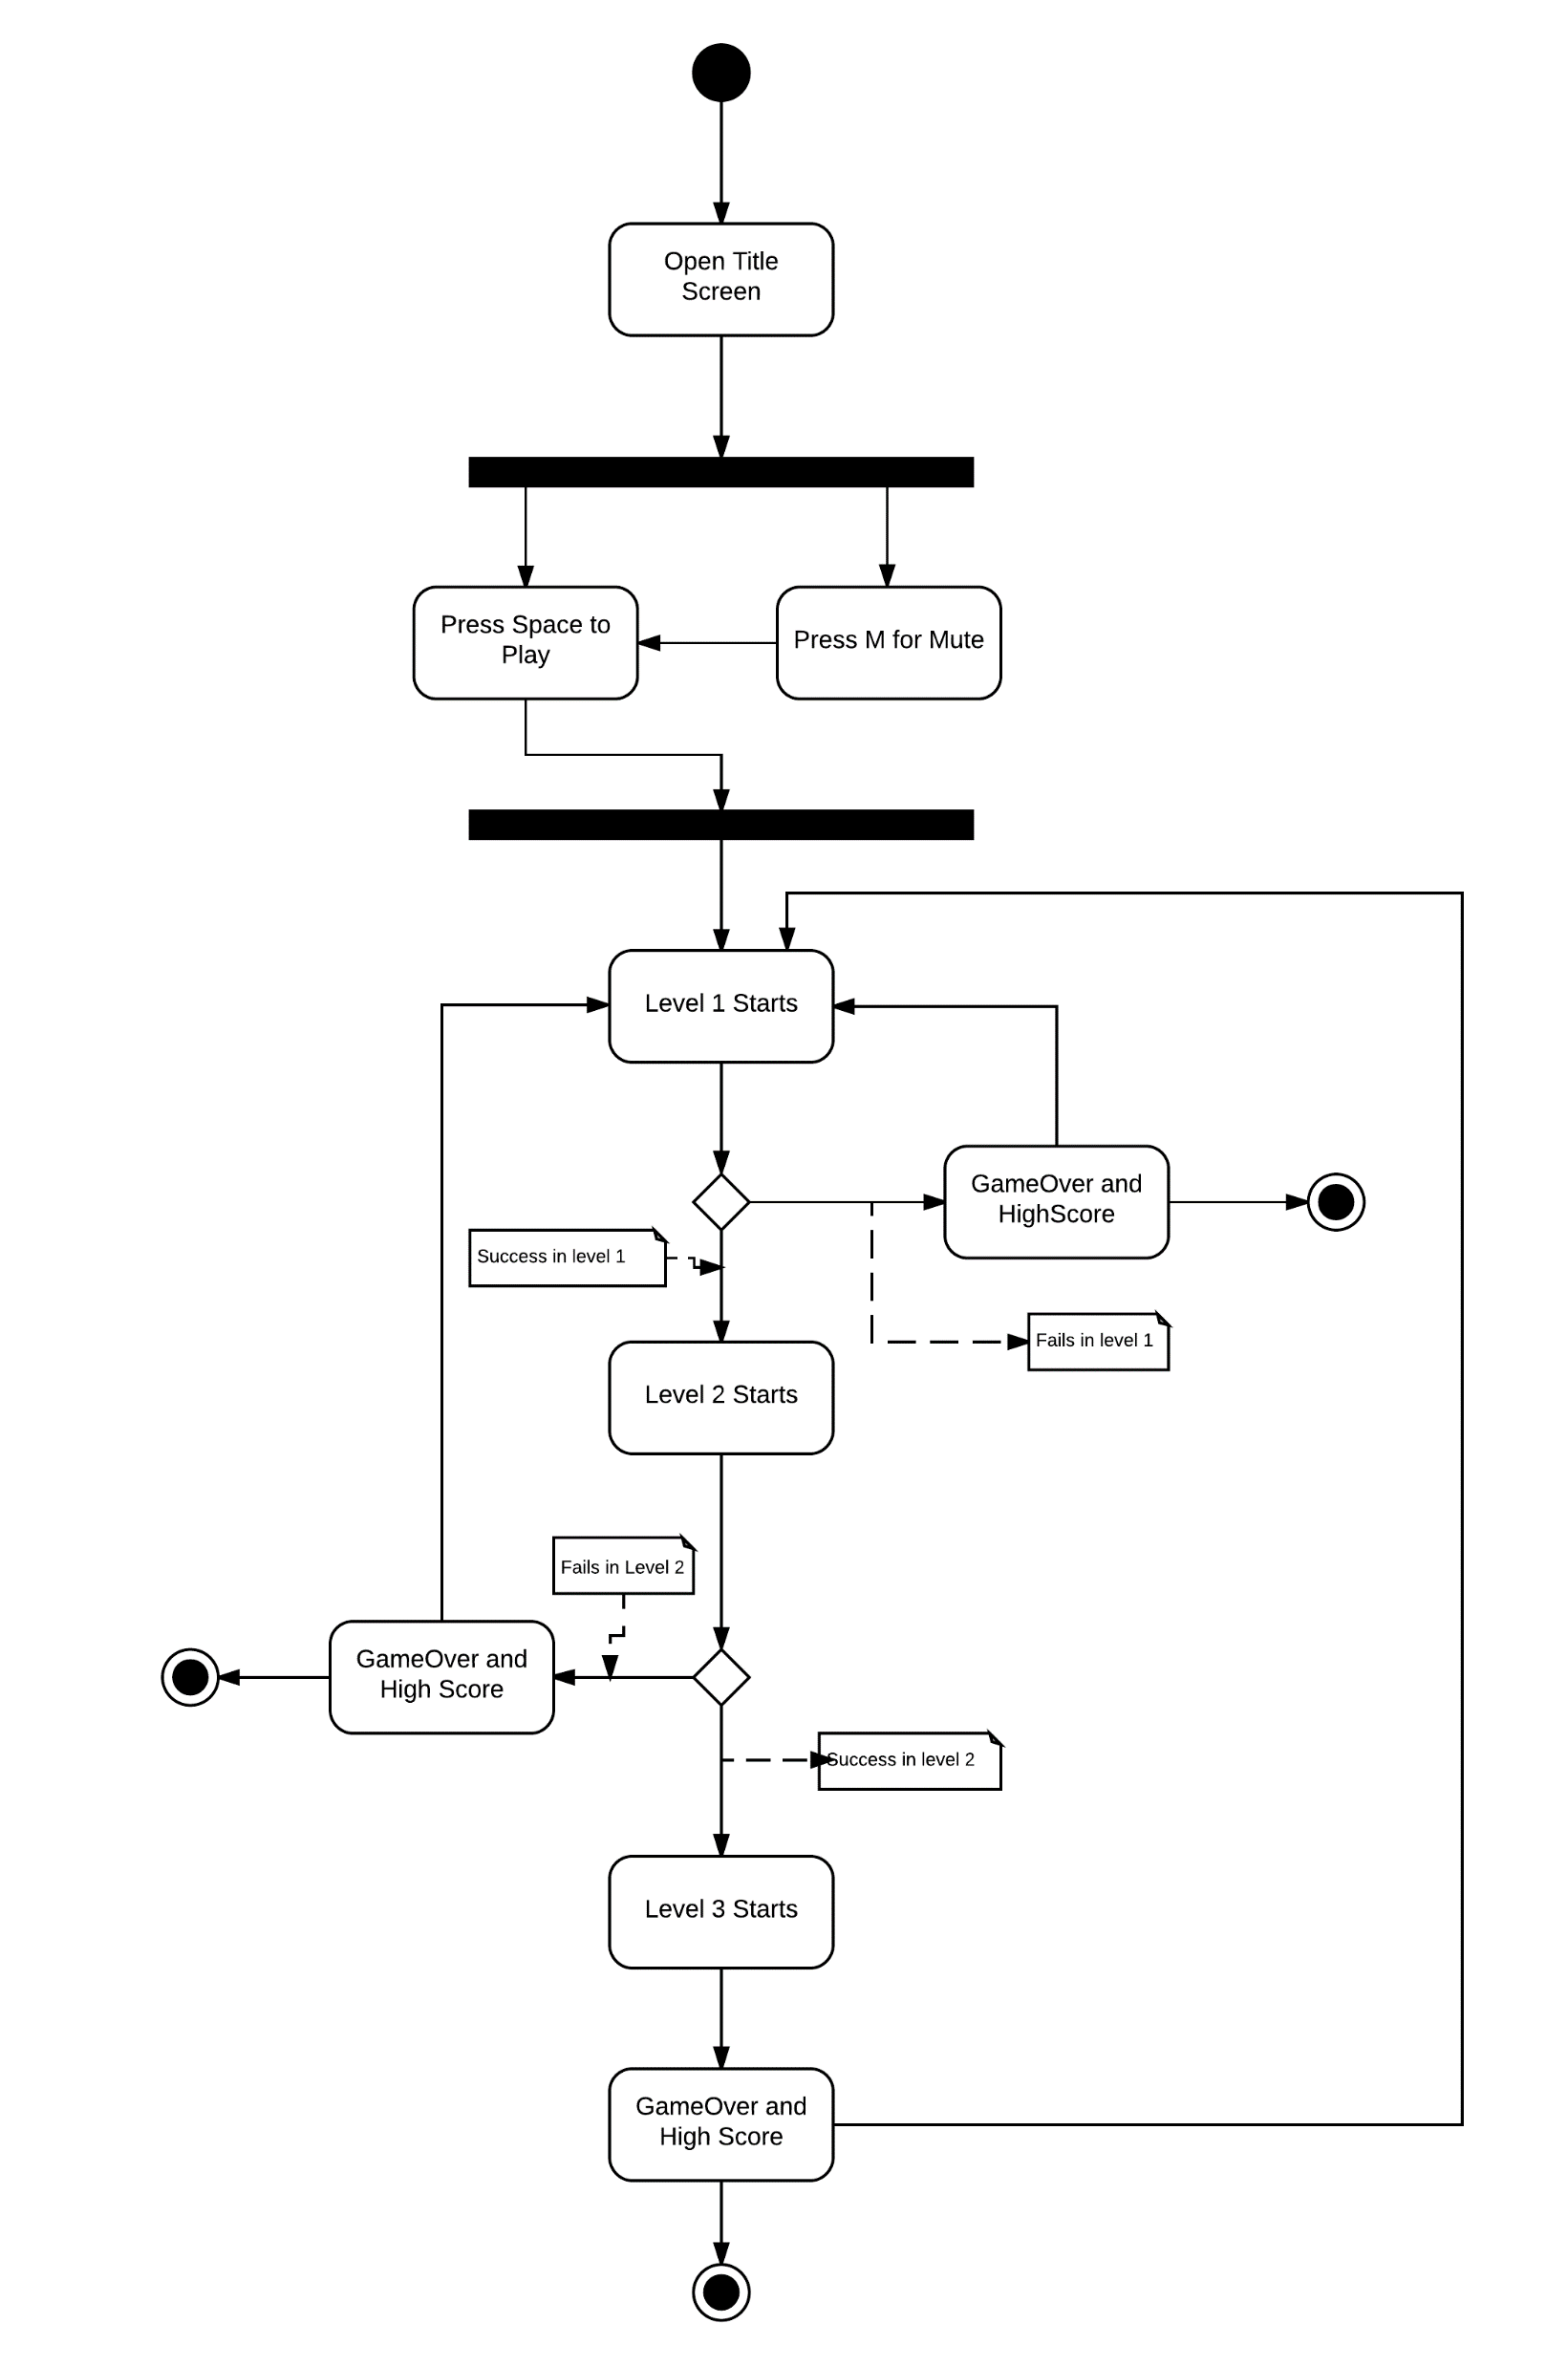 Open Title
Screen
Press Space to
Play
Press M for Mute
Level 1 Starts
GameOver and
HighScore
Success in level 1
Fails in level 1
Level 2 Starts
Fails in Level 2
GameOver and
High Score
Success in level 2
Level 3 Starts
GameOver and
High Score